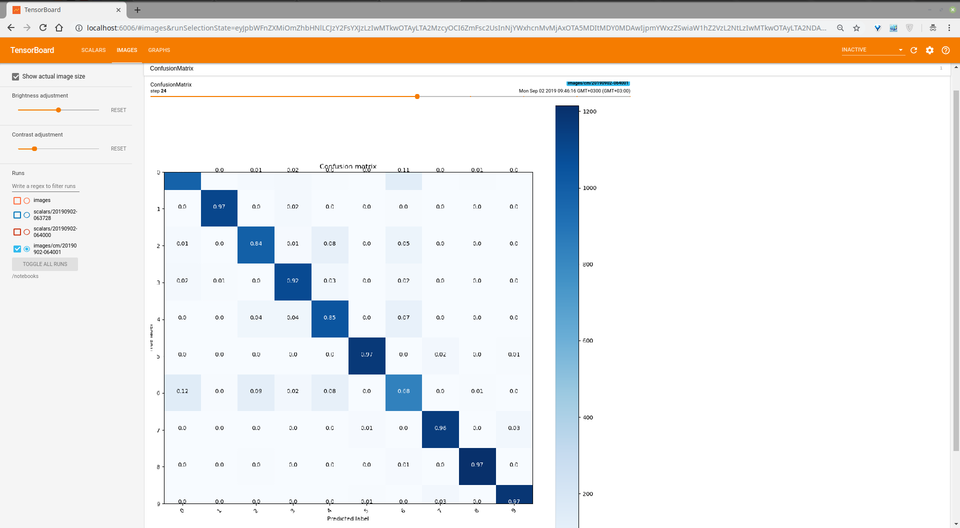 TensorBoard
localhost:6006/#images&runSelectionState=
TensorBoard SCALARS IMAGES GRAPHS INACTIVE
Show actual image size
Brightness adjustment
RESET
Contrast adjustment
RESET
Runs
Write a regex to filter runs
images
scalars/20190902-
063728
scalars/20190902-
064000
images/cm/20190
902-064001
TOGGLE ALL RUNS
/notebooks
ConfusionMatrix
ConfusionMatrix
step 24 Mon Sep 02 2019 09:46:16 GMT+0300 (GMT+03:00)
Confusion matrix
0 0.0 0.01 0.02 0.0 0.0 0.11 0.0 0.01 0.0
1 0.0 0.97 0.0 0.02 0.0 0.0 0.0 0.0 0.0 0.0
2 0.01 0.0 0.84 0.01 0.08 0.0 0.05 0.0 0.0 0.0
3 0.02 0.01 0.0 0.92 0.03 0.0 0.02 0.0 0.0 0.0
4 0.0 0.0 0.04 0.04 0.85 0.0 0.07 0.0 0.0 0.0
5 0.0 0.0 0.0 0.0 0.0 0.97 0.0 0.02 0.0 0.01
6 0.12 0.0 0.09 0.02 0.08 0.0 0.68 0.0 0.01 0.0
7 0.0 0.0 0.0 0.0 0.0 0.01 0.0 0.96 0.0 0.03
8 0.0 0.0 0.0 0.0 0.0 0.0 0.01 0.0 0.97 0.0
9 0.0 0.0 0.0 0.0 0.0 0.01 0.0 0.03 0.0 0.97
0 1 2 3 4 5 6 7 8 9
Predicted label
1200
1000
800
600
400
200